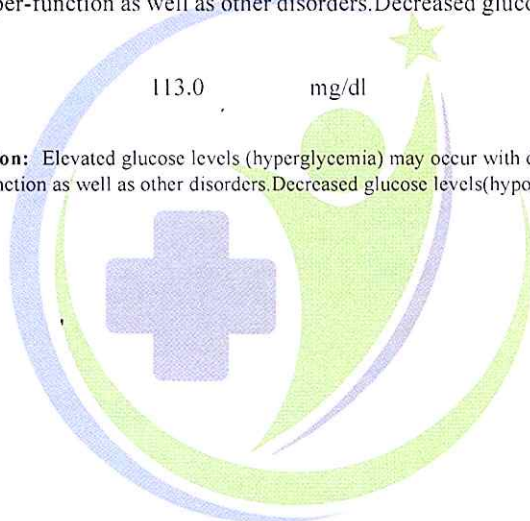 per-function as well as other disorders.Decreased gluco
113.0 mg/dl
on: Elevated glucose levels (hyperglycemia) may occur with
nction as well as other disorders.Decreased glucose levels(hypo